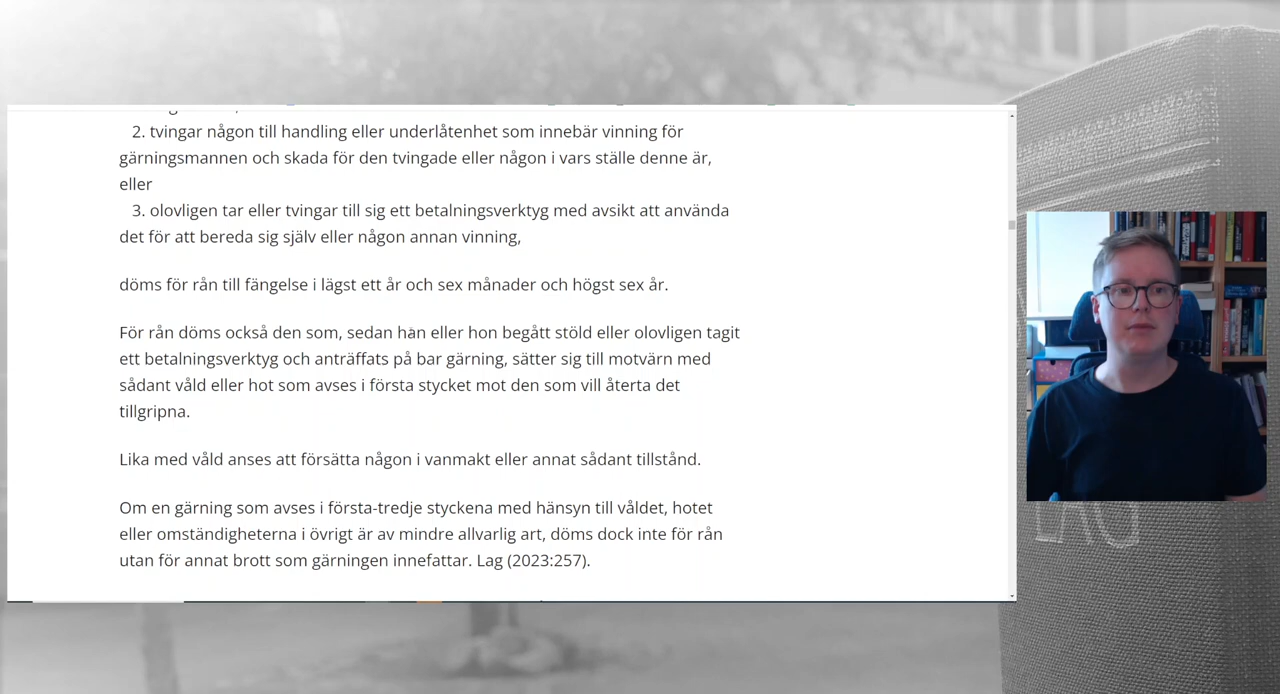 2. tvingar någon till handling eller underlåtenhet som innebär vinning för
gärningsmannen och skada för den tvingade eller någon i vars ställe denne är,
eller
3. olovligen tar eller tvingar till sig ett betalningsverktyg med avsikt att använda
det för att bereda sig själv eller någon annan vinning,
döms för rån till fängelse i lägst ett år och sex månader och högst sex år.
För rån döms också den som, sedan han eller hon begått stöld eller olovligen tagit
ett betalningsverktyg och anträffats på bar gärning, sätter sig till motvärn med
sådant våld eller hot som avses i första stycket mot den som vill återta det
tillgripna.
Lika med våld anses att försätta någon i vanmakt eller annat sådant tillstånd.
Om en gärning som avses i första-tredje styckena med hänsyn till våldet, hotet
eller omständigheterna i övrigt är av mindre allvarlig art, döms dock inte för rån
utan för annat brott som gärningen innefattar. Lag (2023:257).
LAG